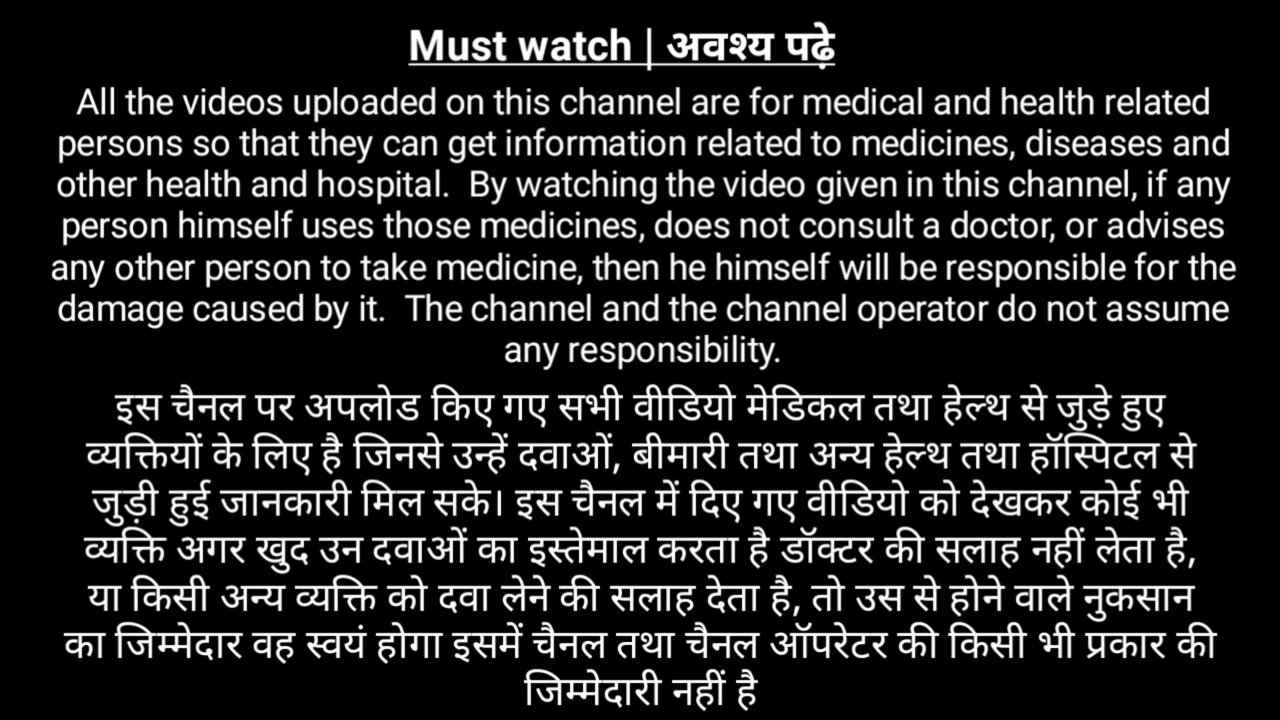 Must watch | अवश्य पढ़े
All the videos uploaded on this channel are for medical and health related
persons so that they can get information related to medicines, diseases and
other health and hospital.  By watching the video given in this channel, if any
person himself uses those medicines, does not consult a doctor, or advises
any other person to take medicine, then he himself will be responsible for the
damage caused by it.  The channel and the channel operator do not assume
any responsibility.
इस चैनल पर अपलोड किए गए सभी वीडियो मेडिकल तथा हेल्थ से जुड़े हुए
व्यक्तियों के लिए है जिनसे उन्हें दवाओं, बीमारी तथा अन्य हेल्थ तथा हॉस्पिटल से
जुड़ी हुई जानकारी मिल सके। इस चैनल में दिए गए वीडियो को देखकर कोई भी
व्यक्ति अगर खुद उन दवाओं का इस्तेमाल करता है डॉक्टर की सलाह नहीं लेता है,
या किसी अन्य व्यक्ति को दवा लेने की सलाह देता है, तो उस से होने वाले नुकसान
का जिम्मेदार वह स्वयं होगा इसमें चैनल तथा चैनल ऑपरेटर की किसी भी प्रकार की
जिम्मेदारी नहीं है